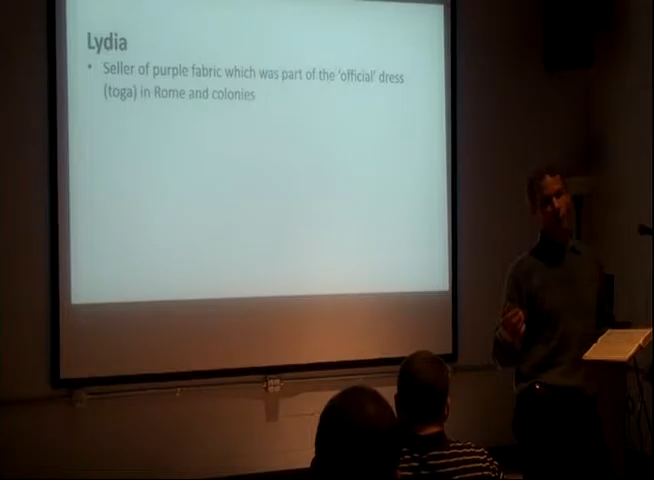 Lydia
• Seller of purple fabric which was part of the 'official' dress
(toga) in Rome and colonies